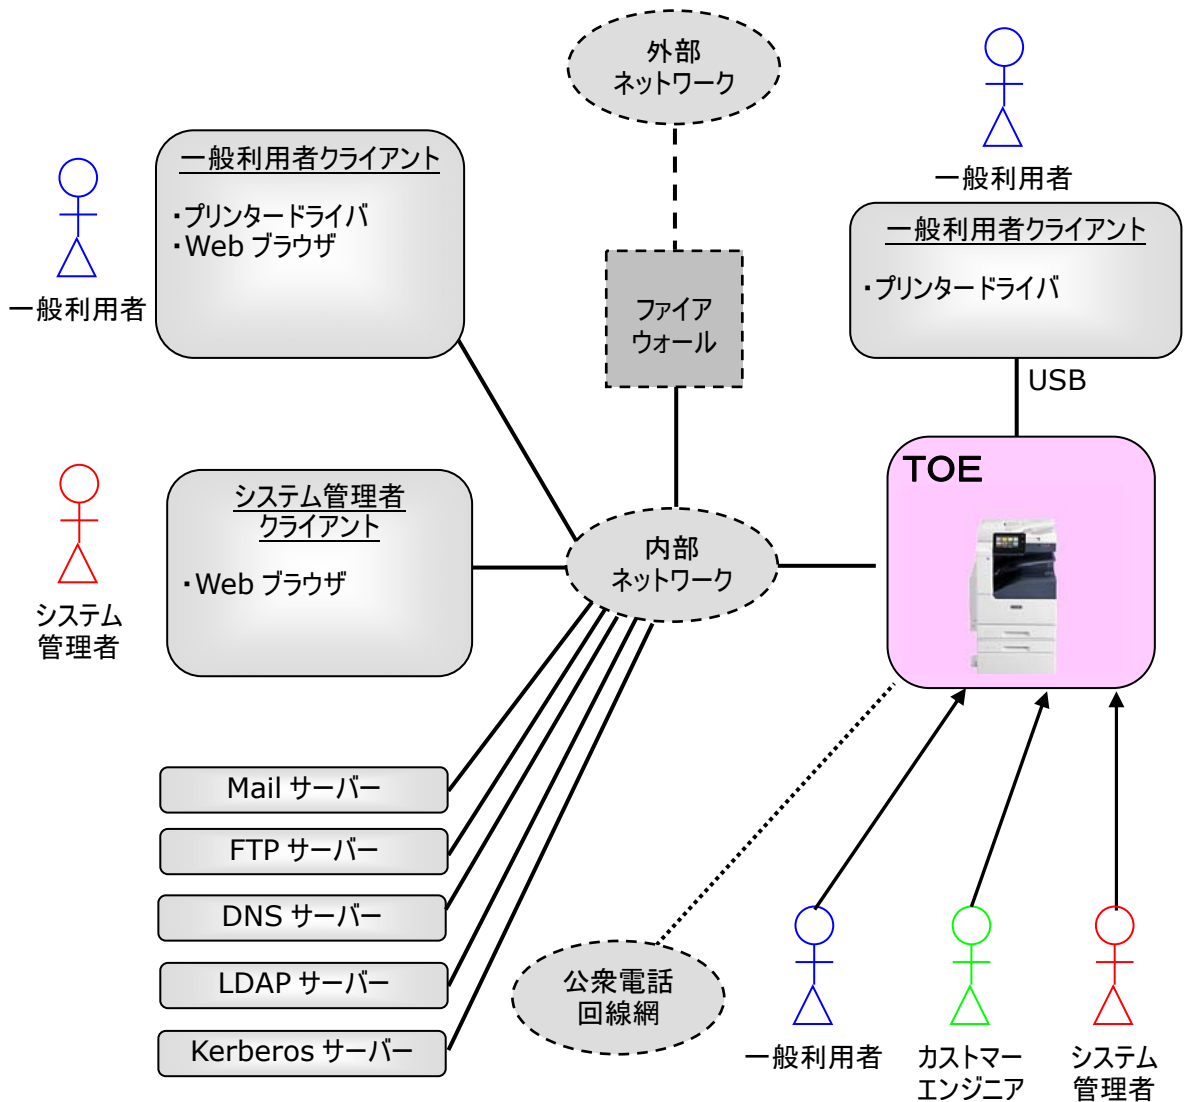 外部
ネットワーク
一般利用者
一般利用者クライアント
・プリンタードライバ
・Web ブラウザ
一般利用者
一般利用者クライアント
・プリンタードライバ
ファイア
ウォール
USB
TOE
システム管理者
クライアント
・Web ブラウザ
システム
管理者
内部
ネットワーク
Mail サーバー
FTP サーバー
DNS サーバー
LDAP サーバー
Kerberos サーバー
公衆電話
回線網
一般利用者
カストマー
エンジニア
システム
管理者